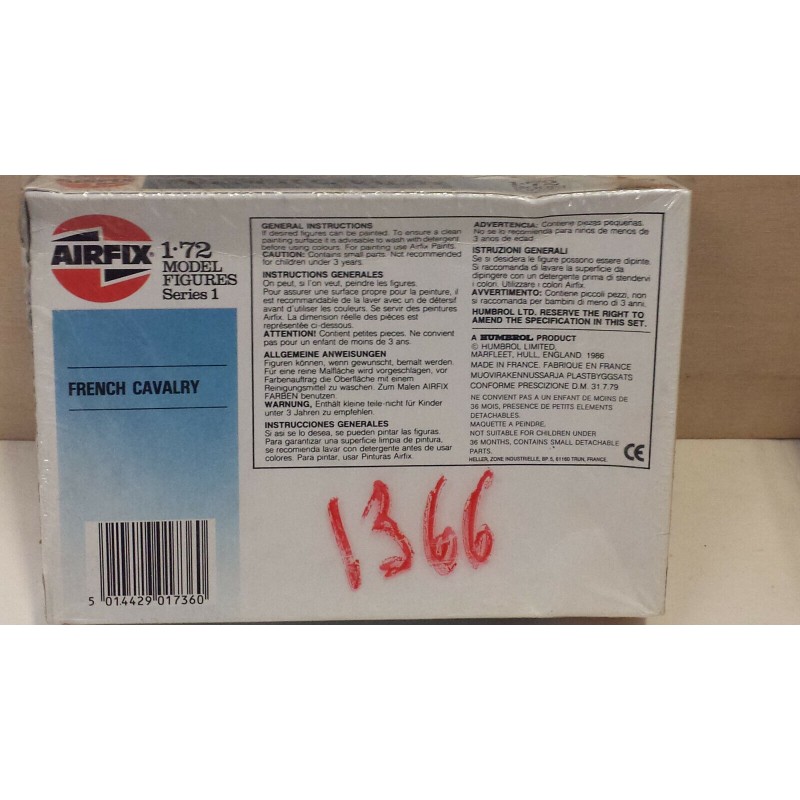 AIRFIX
1·72
MODEL
FIGURES
Series 1
FRENCH CAVALRY
5 014429 017360
GENERAL INSTRUCTIONS
If desired figures can be painted. To ensure a clean
painting surface it is advisable to wash with detergent
before using colours. For painting use Airfix Paints.
CAUTION: Contains small parts. Not recommended
for children under 3 years.
INSTRUCTIONS GENERALES
On peut, si l'on veut, peindre les figures.
Pour assurer une surface propre pour la peinture, il
est recommandable de la laver avec un de détersif
avant d'utiliser les couleurs. Se servir des peintures
Airfix. La dimension réelle des pièces est
représentée ci-dessous.
ATTENTION! Contient petites pieces. Ne convient
pas pour un enfant de moins de 3 ans.
ALLGEMEINE ANWEISUNGEN
Figuren können, wenn gewunscht, bemalt werden.
Für eine reine Malfläche wird vorgeschlagen, vor
Farbenauftrag die Oberfläche mit einem
Reinigungsmittel zu waschen. Zum Malen AIRFIX
FARBEN benutzen.
WARNUNG, Enthält kleine teile-nicht für Kinder
unter 3 Jahren zu empfehlen.
INSTRUCCIONES GENERALES
Si asi se lo desea, se pueden pintar las figuras.
Para garantizar una superficie limpia de pintura,
se recomienda lavar con detergente antes de usar
colores. Para pintar, usar Pinturas Airfix.
ADVERTENCIA: Contiene piezas pequeñas.
No se lo recomienda para niños de menos de
3 anos de edad.
ISTRUZIONI GENERALI
Se si desidera le figure possono essere dipinte.
Si raccomanda di lavare la superficie da
dipingere con un detergente prima di stendervi
i colori. Utilizzare i colori Airfix.
AVVERTIMENTO: Contiene piccoli pezzi, non
si raccomanda per bambini di meno di 3 anni.
HUMBROL LTD. RESERVE THE RIGHT TO
AMEND THE SPECIFICATION IN THIS SET.
A HUMBROL PRODUCT
© HUMBROL LIMITED.
MARFLEET, HULL, ENGLAND 1986
MADE IN FRANCE. FABRIQUE EN FRANCE
MUOVIRAKENNUSSARJA PLASTBYGGSATS
CONFORME PRESCIZIONE D.M. 31.7.79
NE CONVIENT PAS A UN ENFANT DE MOINS DE
36 MOIS, PRESENCE DE PETITS ELEMENTS
DETACHABLES.
MAQUETTE A PEINDRE.
NOT SUITABLE FOR CHILDREN UNDER
36 MONTHS, CONTAINS SMALL DETACHABLE
PARTS.
HELLER, ZONE INDUSTRIELLE, BP. 5, 61160 TRUN, FRANCE.
CE
1366